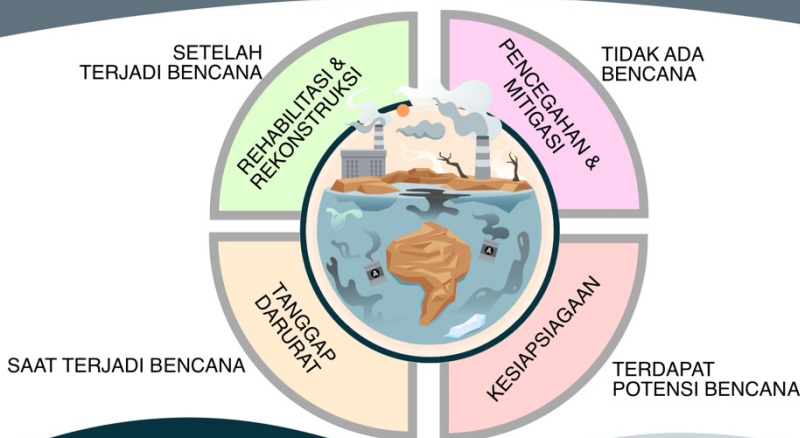 SETELAH
TERJADI BENCANA
REHABILITASI &
REKONSTRUKSI
PENCEGAHAN &
MITIGASI
TIDAK ADA
BENCANA
SAAT TERJADI BENCANA
TANGGAP
DARURAT
KESIAPSIAGAAN
TERDAPAT
POTENSI BENCANA
A
A